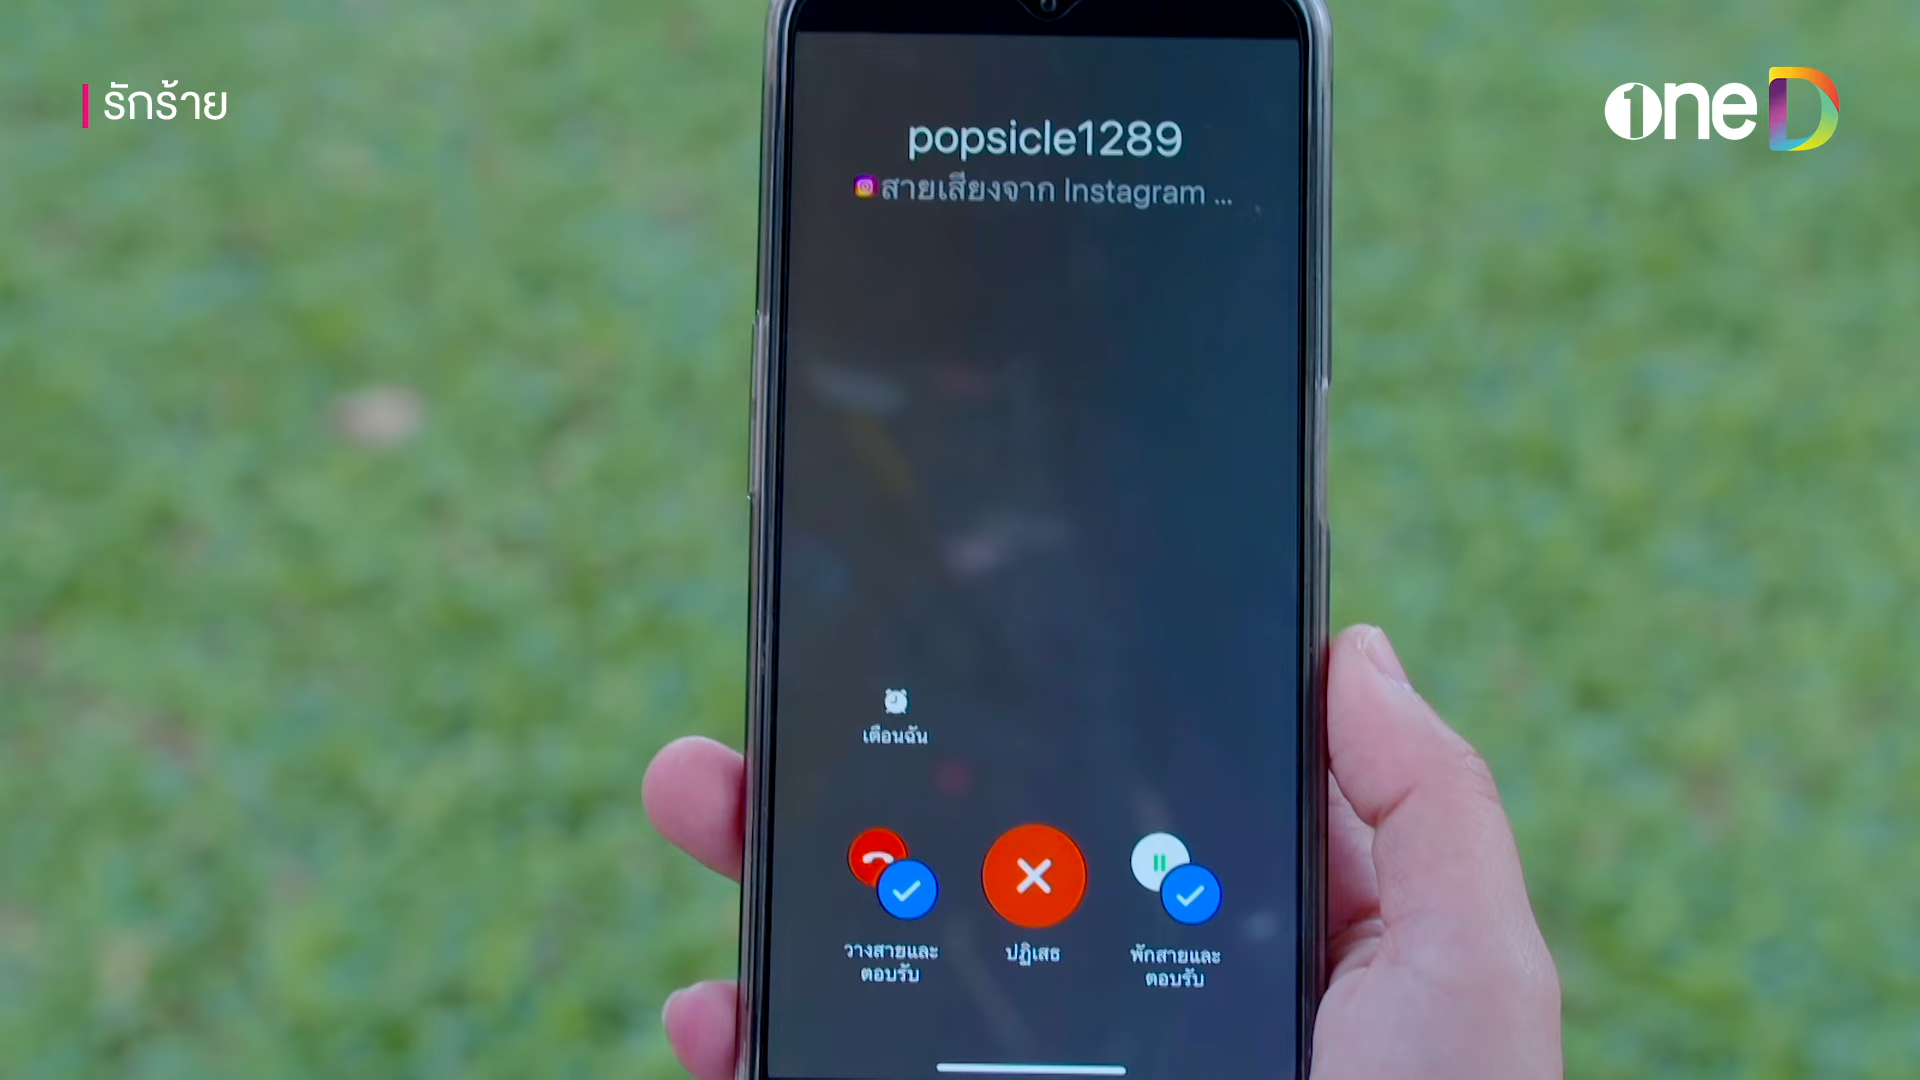 รักร้าย
oneD
popsicle1289
สายเสียงจาก Instagram ...
เตือนฉัน
วางสายและ
ตอบรับ
ปฏิเสธ
พักสายและ
ตอบรับ